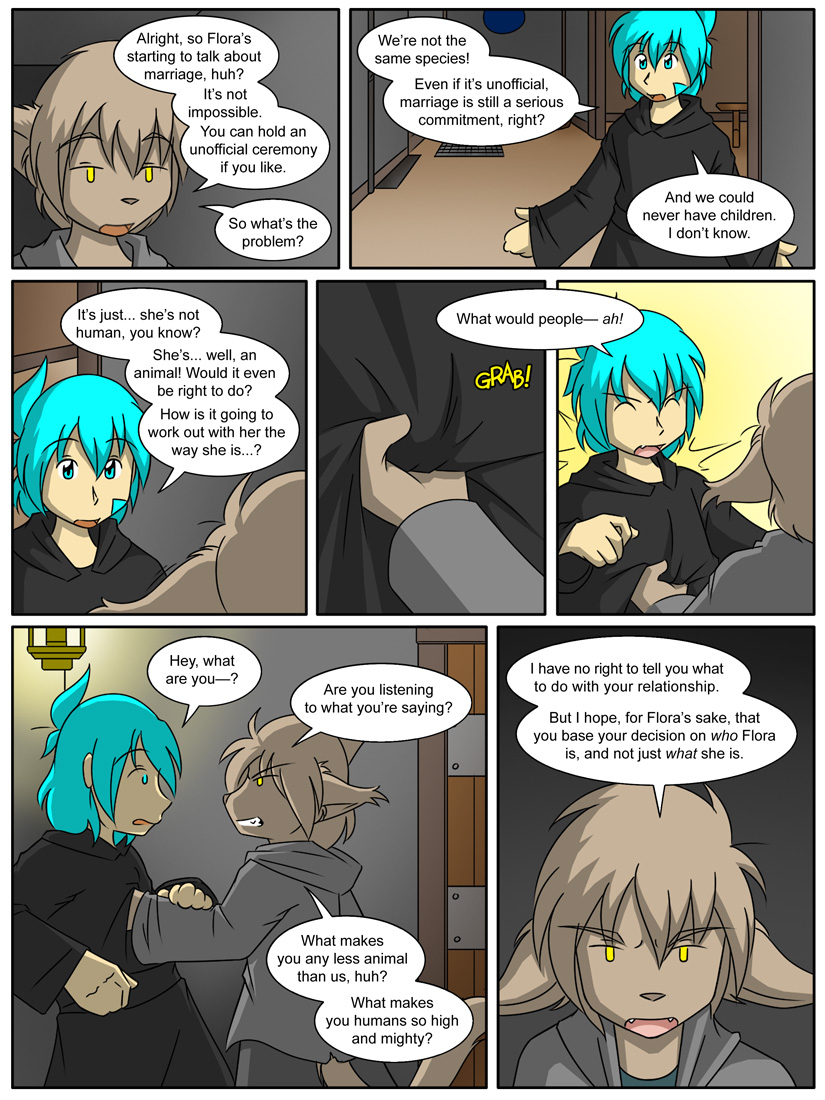 Alright, so Flora's
starting to talk about
marriage, huh?
It's not
impossible.
You can hold an
unofficial ceremony
if you like.
So what's the
problem?
We're not the
same species!
Even if it's unofficial,
marriage is still a serious
commitment, right?
And we could
never have children.
I don't know.
It's just... she's not
human, you know?
She's... well, an
animal! Would it even
be right to do?
How is it going to
work out with her the
way she is...?
What would people— ah!
GRAB!
Hey, what
are you—?
Are you listening
to what you're saying?
What makes
you any less animal
than us, huh?
What makes
you humans so high
and mighty?
I have no right to tell you what
to do with your relationship.
But I hope, for Flora's sake, that
you base your decision on who Flora
is, and not just what she is.